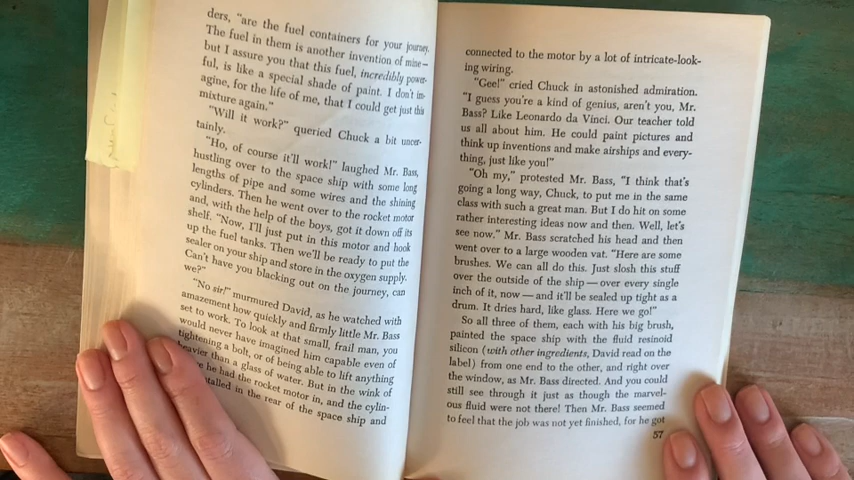 ders, "are the fuel containers for your journey.
The fuel in them is another invention of mine—
but I assure you that this fuel, incredibly power-
ful, is like a special shade of paint. I don't im-
agine, for the life of me, that I could get just this
mixture again."
"Will it work?" queried Chuck a bit uncer-
tainly.
"Ho, of course it'll work!" laughed Mr. Bass,
hustling over to the space ship with some long
lengths of pipe and some wires and the shining
cylinders. Then he went over to the rocket motor
and, with the help of the boys, got it down off its
shelf. "Now, I'll just put in this motor and hook
up the fuel tanks. Then we'll be ready to put the
sealer on your ship and store in the oxygen supply.
Can't have you blacking out on the journey, can
we?"
"No sir!" murmured David, as he watched with
amazement how quickly and firmly little Mr. Bass
set to work. To look at that small, frail man, you
would never have imagined him capable even of
tightening a bolt, or of being able to lift anything
heavier than a glass of water. But in the wink of
he had the rocket motor in, and the cylin-
talled in the rear of the space ship and
connected to the motor by a lot of intricate-look-
ing wiring.
"Gee!" cried Chuck in astonished admiration.
"I guess you're a kind of genius, aren't you, Mr.
Bass? Like Leonardo da Vinci. Our teacher told
us all about him. He could paint pictures and
think up inventions and make airships and every-
thing, just like you!"
"Oh my," protested Mr. Bass, "I think that's
going a long way, Chuck, to put me in the same
class with such a great man. But I do hit on some
rather interesting ideas now and then. Well, let's
see now." Mr. Bass scratched his head and then
went over to a large wooden vat. "Here are some
brushes. We can all do this. Just slosh this stuff
over the outside of the ship — over every single
inch of it, now — and it'll be sealed up tight as a
drum. It dries hard, like glass. Here we go!"
So all three of them, each with his big brush,
painted the space ship with the fluid resinoid
silicon (with other ingredients, David read on the
label) from one end to the other, and right over
the window, as Mr. Bass directed. And you could
still see through it just as though the marvel-
ous fluid were not there! Then Mr. Bass seemed
to feel that the job was not yet finished, for he got
57